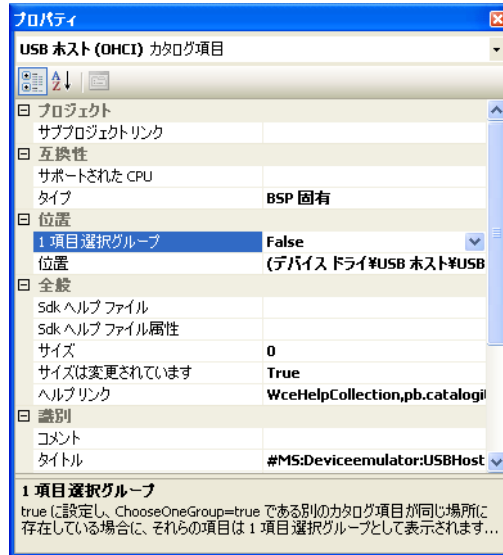 プロパティ
USB ホスト (OHCI) カタログ項目
プロジェクト
サブプロジェクトリンク
互換性
サポートされた CPU
タイプ BSP 固有
位置
1 項目選択グループ False
位置 (デバイス ドライ¥USB ホスト¥USB
全般
Sdk ヘルプ ファイル
Sdk ヘルプ ファイル属性
サイズ 0
サイズは変更されています True
ヘルプ リンク WceHelpCollection,pb.catalogi
識別
コメント
タイトル #MS:Deviceemulator:USBHost
1 項目選択グループ
true に設定し、ChooseOneGroup=true である別のカタログ項目が同じ場所に
存在している場合に、それらの項目は 1 項目選択グループとして表示されます...